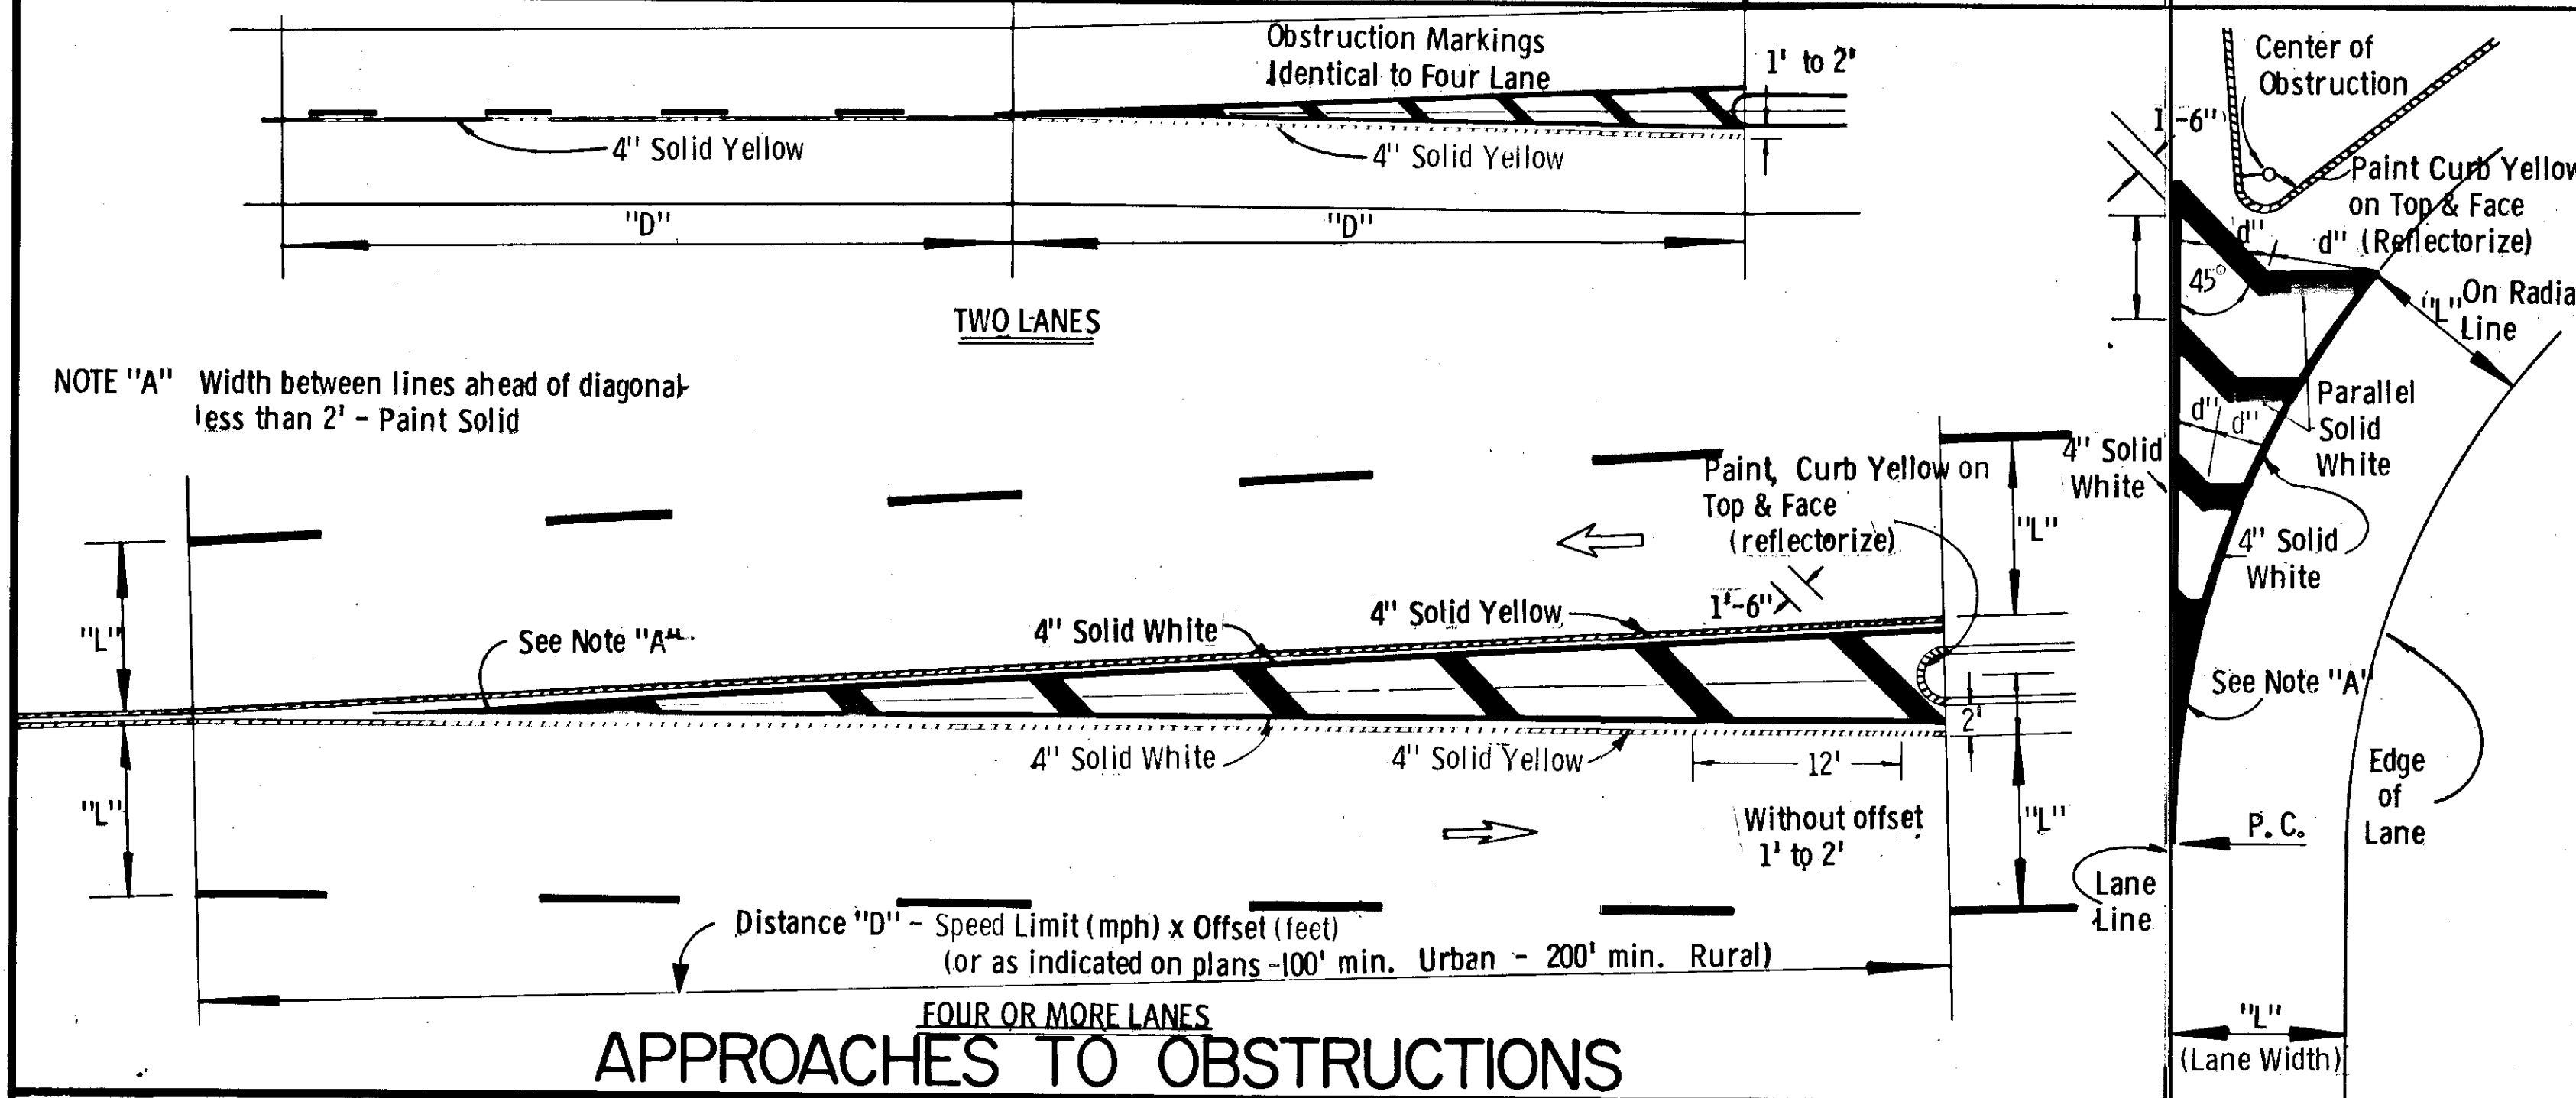 Obstruction Markings
Identical to Four Lane
1' to 2'
4" Solid Yellow
4" Solid Yellow
"D"
"D"
TWO LANES
NOTE "A" Width between lines ahead of diagonal
less than 2' - Paint Solid
Paint, Curb Yellow on
Top & Face
(reflectorize)
"L"
1'-6"
"L"
See Note "A"
4" Solid White
4" Solid Yellow
4" Solid White
4" Solid Yellow
12'
2'
"L"
Without offset
1' to 2'
"L"
Distance "D" - Speed Limit (mph) x Offset (feet)
(or as indicated on plans -100' min. Urban - 200' min. Rural)
FOUR OR MORE LANES
APPROACHES TO OBSTRUCTIONS
Center of
Obstruction
1'-6"
Paint Curb Yellow
on Top & Face
(Reflectorize)
d"
d"
45°
"L" On Radia
Line
Parallel
Solid
White
d"
d"
4" Solid
White
4" Solid
White
See Note "A"
Edge
of
Lane
P.C.
Lane
Line
"L"
(Lane Width)